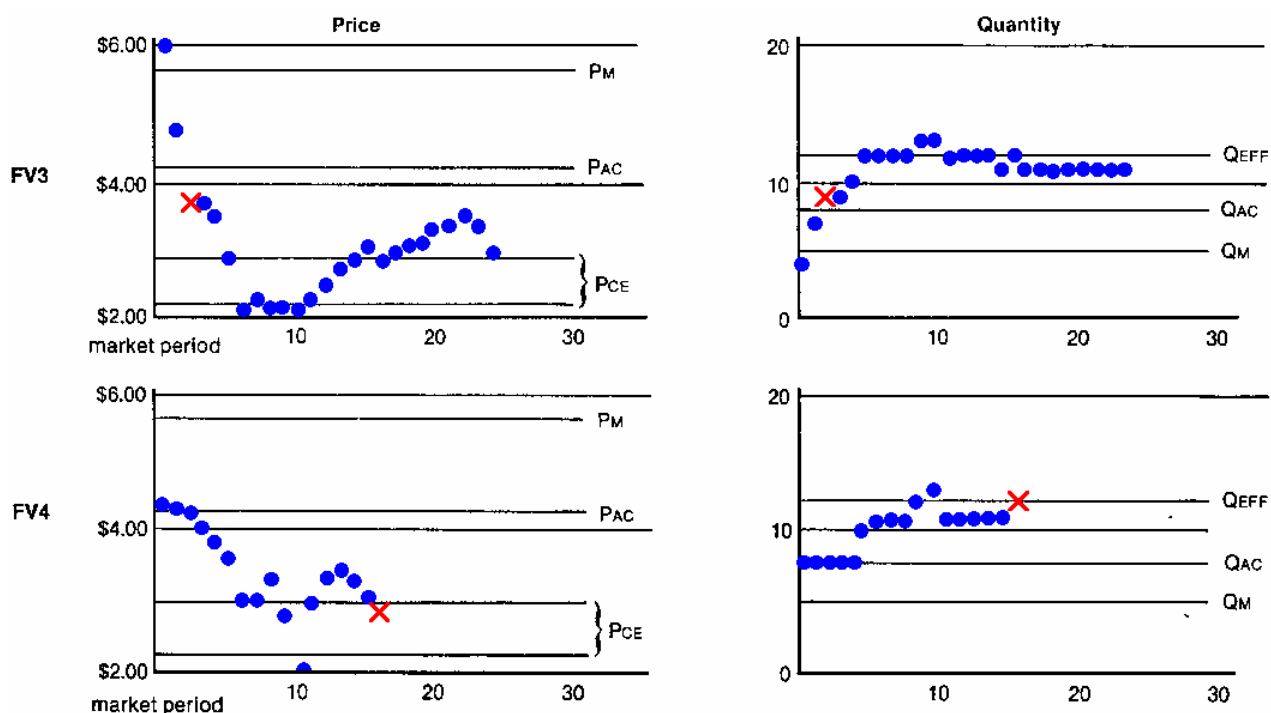 Price
Quantity
FV3
$6.00
$4.00
$2.00
PM
PAC
PCE
market period
10
20
30
20
10
0
QEFF
QAC
QM
10
20
30
FV4
$6.00
$4.00
$2.00
PM
PAC
PCE
market period
10
20
30
20
10
0
QEFF
QAC
QM
10
20
30